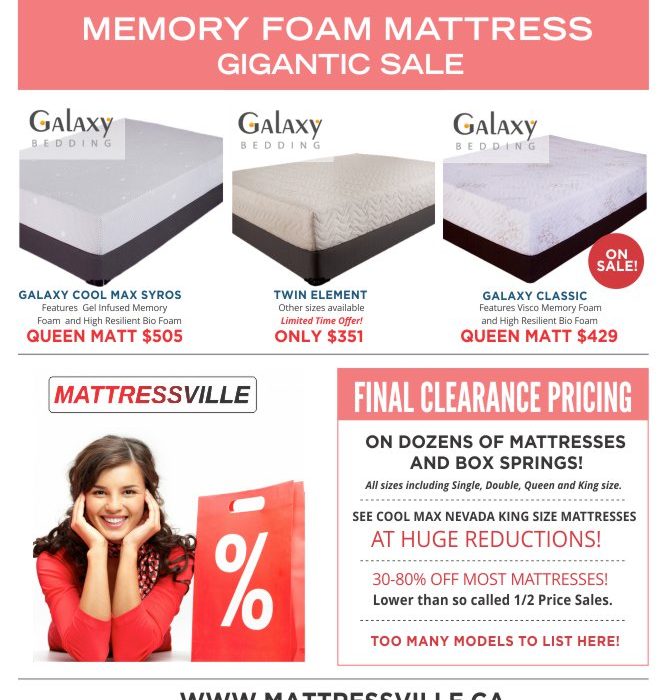 MEMORY FOAM MATTRESS
GIGANTIC SALE
Galaxy
BEDDING
Galaxy
BEDDING
Galaxy
BEDDING
ON
SALE!
GALAXY COOL MAX SYROS
Features Gel Infused Memory
Foam and High Resilient Bio Foam
QUEEN MATT $505
TWIN ELEMENT
Other sizes available
Limited Time Offer!
ONLY $351
GALAXY CLASSIC
Features Visco Memory Foam
and High Resilient Bio Foam
QUEEN MATT $429
MATTRESSVILLE
%
FINAL CLEARANCE PRICING
ON DOZENS OF MATTRESSES
AND BOX SPRINGS!
All sizes including Single, Double, Queen and King size.
SEE COOL MAX NEVADA KING SIZE MATTRESSES
AT HUGE REDUCTIONS!
30-80% OFF MOST MATTRESSES!
Lower than so called 1/2 Price Sales.
TOO MANY MODELS TO LIST HERE!
WWW.MATTRESSVILLE.CA